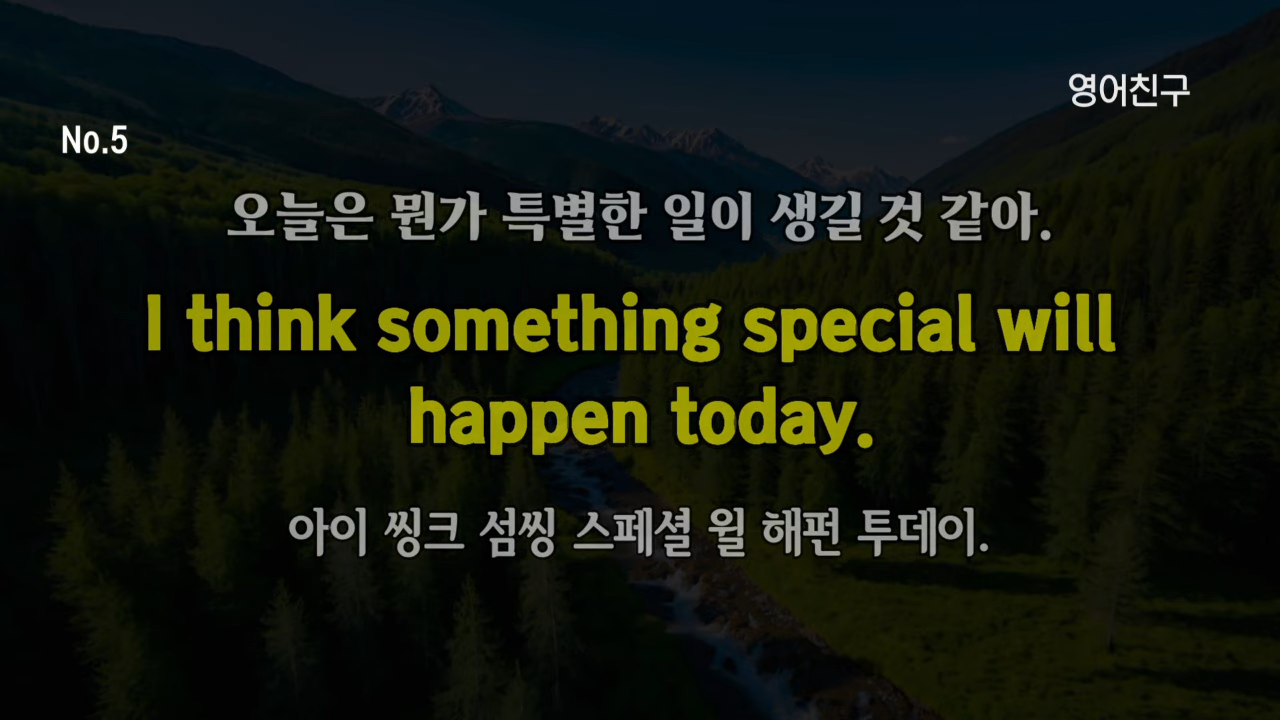 영어친구
No.5
오늘은 뭔가 특별한 일이 생길 것 같아.
I think something special will
happen today.
아이 씽크 섬씽 스페셜 윌 해펀 투데이.